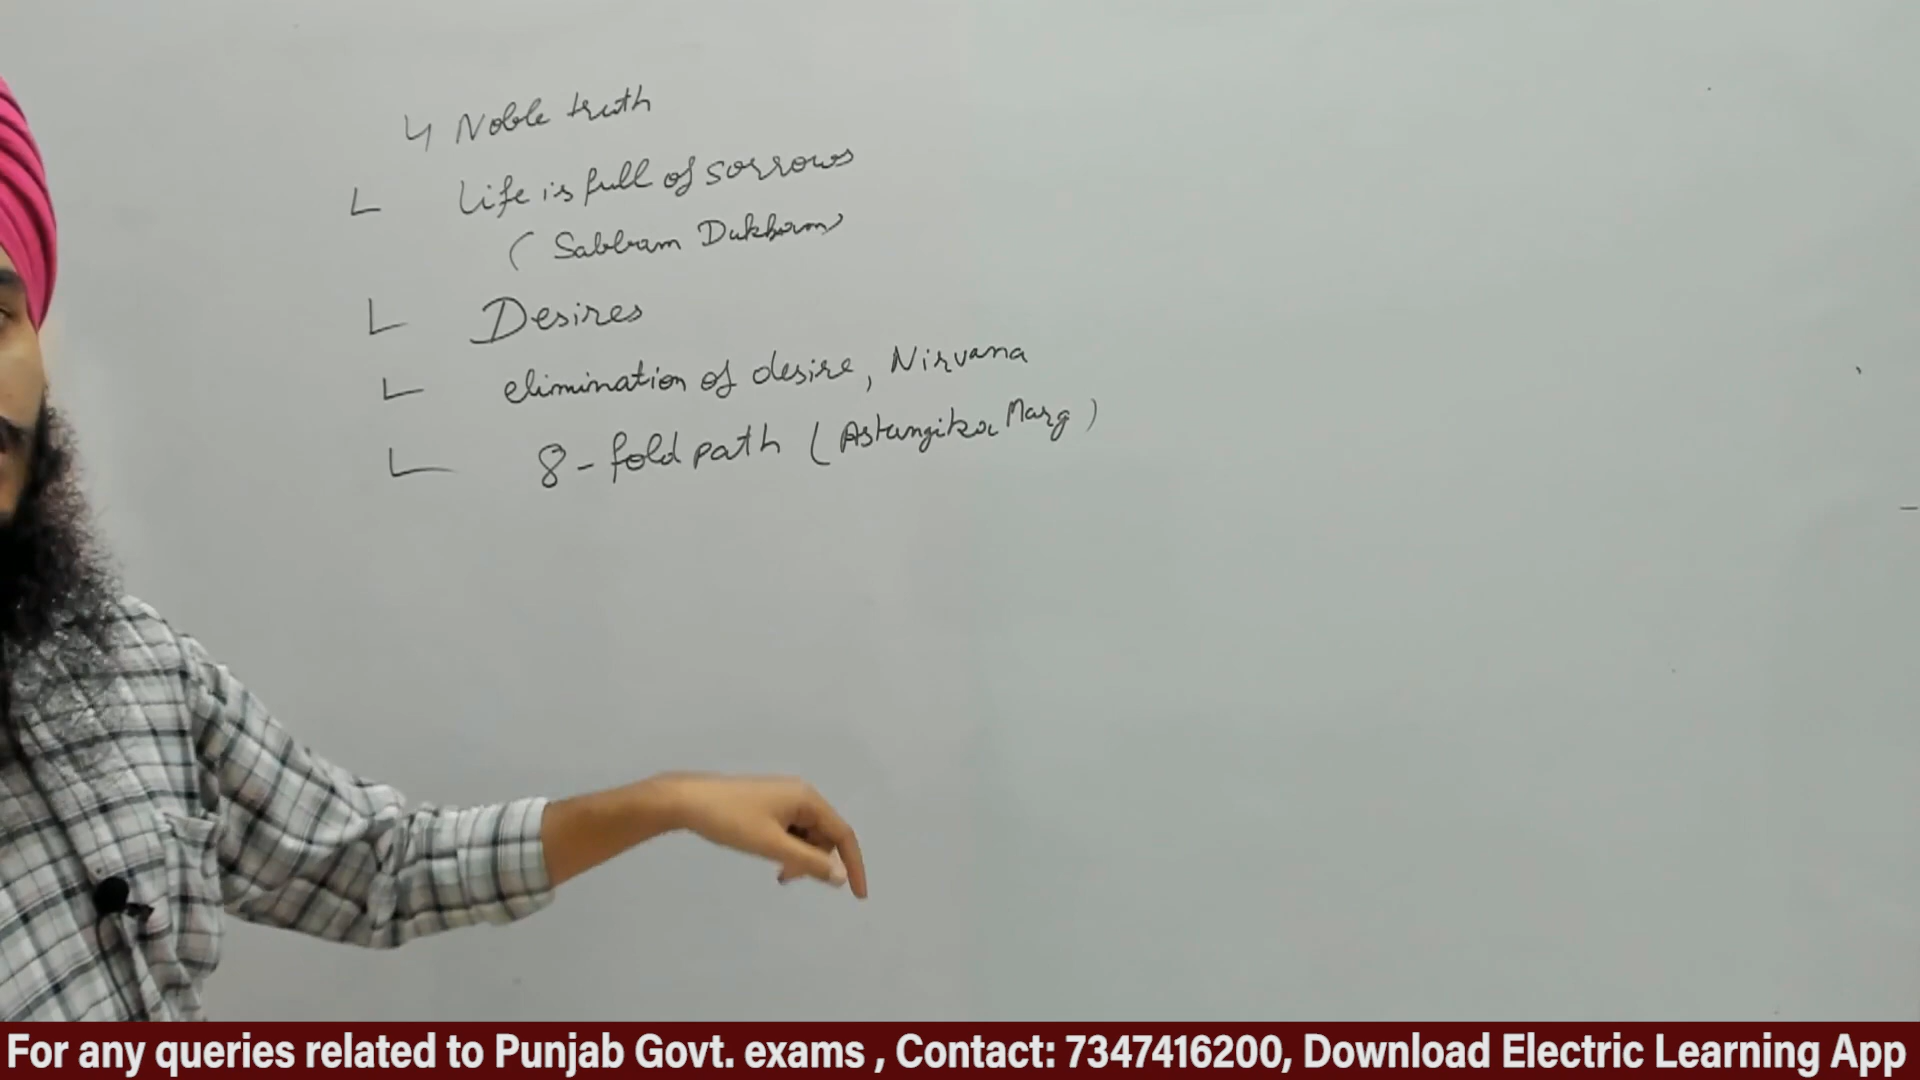 4 Noble truth
Life is full of sorrows
( Sabbam Dukham)
Desires
elimination of desire, Nirvana
8-fold path (Astangika Marg)
For any queries related to Punjab Govt. exams , Contact: 7347416200, Download Electric Learning App